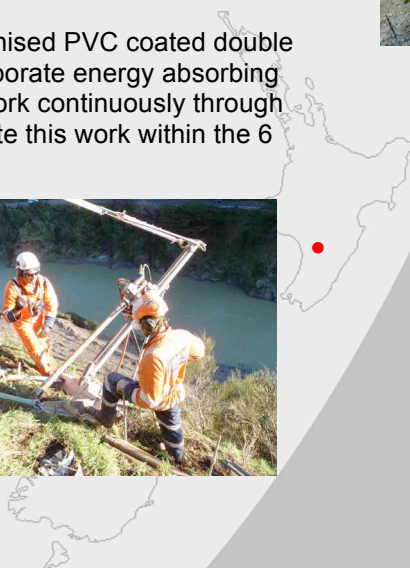 nised PVC coated double
porate energy absorbing
ork continuously through
te this work within the 6